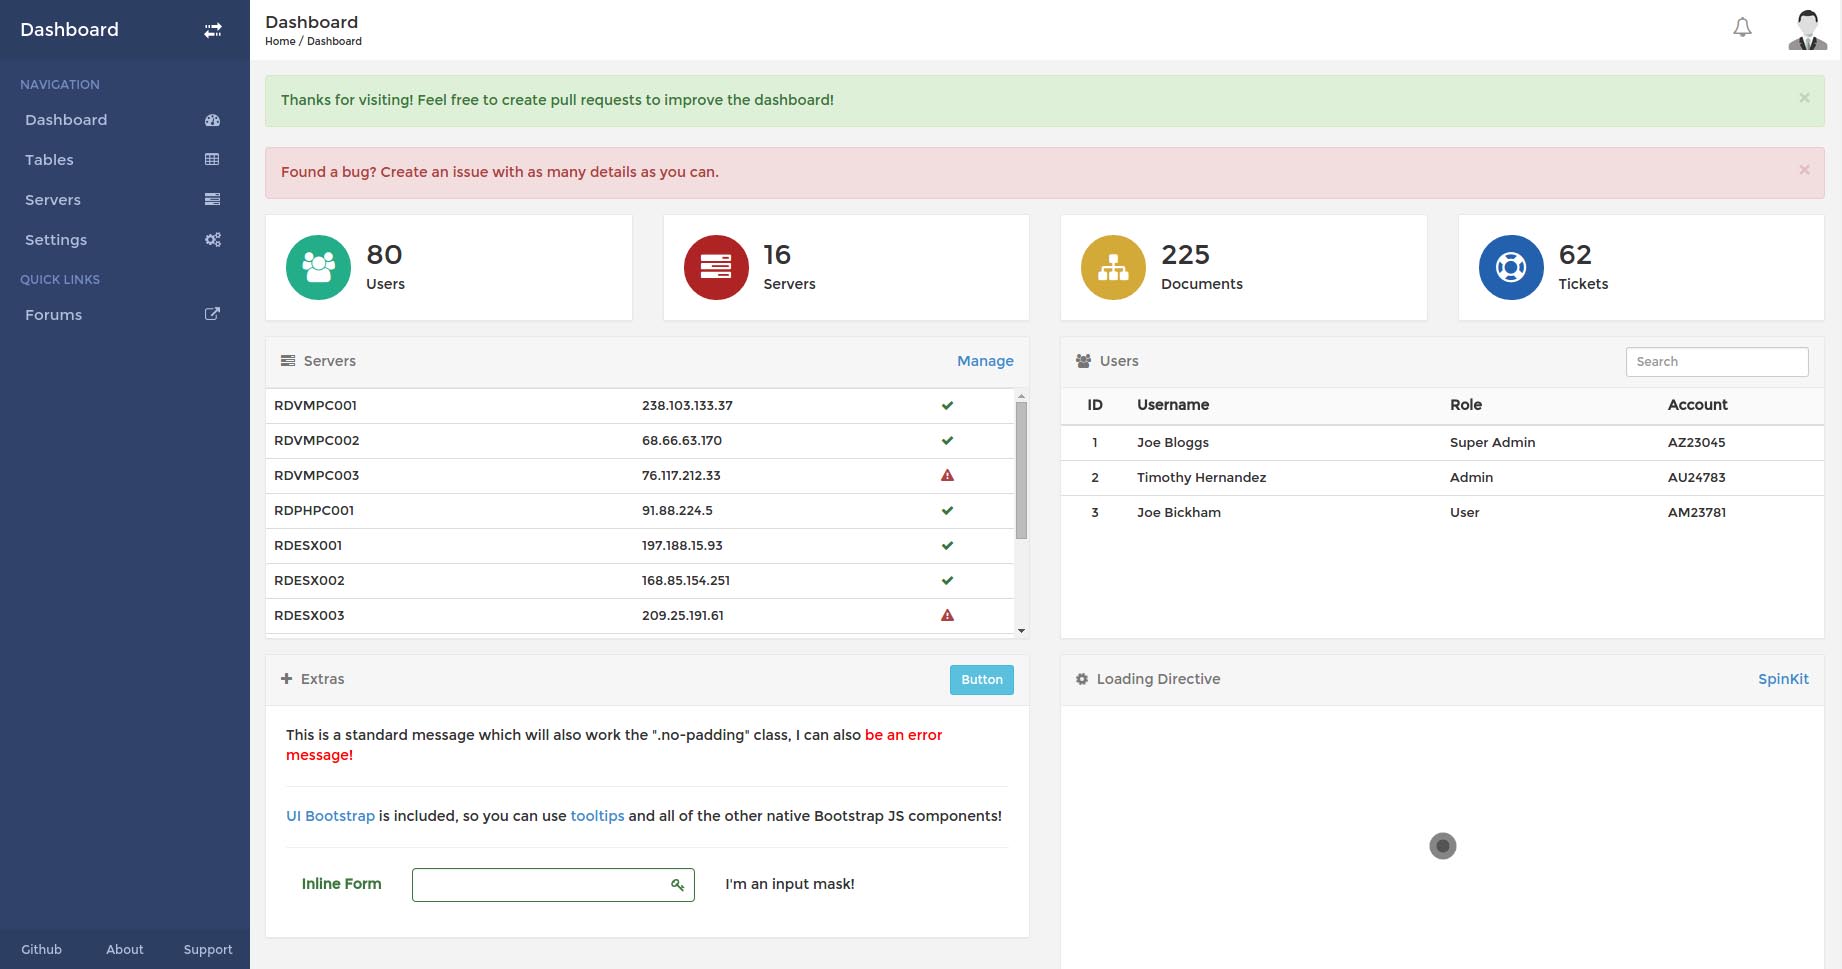 Dashboard
NAVIGATION
Dashboard
Tables
Servers
Settings
QUICK LINKS
Forums
Github About Support
Dashboard
Home / Dashboard
Thanks for visiting! Feel free to create pull requests to improve the dashboard!
×
Found a bug? Create an issue with as many details as you can.
×
80
Users
16
Servers
225
Documents
62
Tickets
Servers Manage
RDVMPC001 238.103.133.37
RDVMPC002 68.66.63.170
RDVMPC003 76.117.212.33
RDPHPC001 91.88.224.5
RDESX001 197.188.15.93
RDESX002 168.85.154.251
RDESX003 209.25.191.61
Users Search
ID Username Role Account
1 Joe Bloggs Super Admin AZ23045
2 Timothy Hernandez Admin AU24783
3 Joe Bickham User AM23781
Extras Button
This is a standard message which will also work the ".no-padding" class, I can also be an error
message!
UI Bootstrap is included, so you can use tooltips and all of the other native Bootstrap JS components!
Inline Form I'm an input mask!
Loading Directive SpinKit